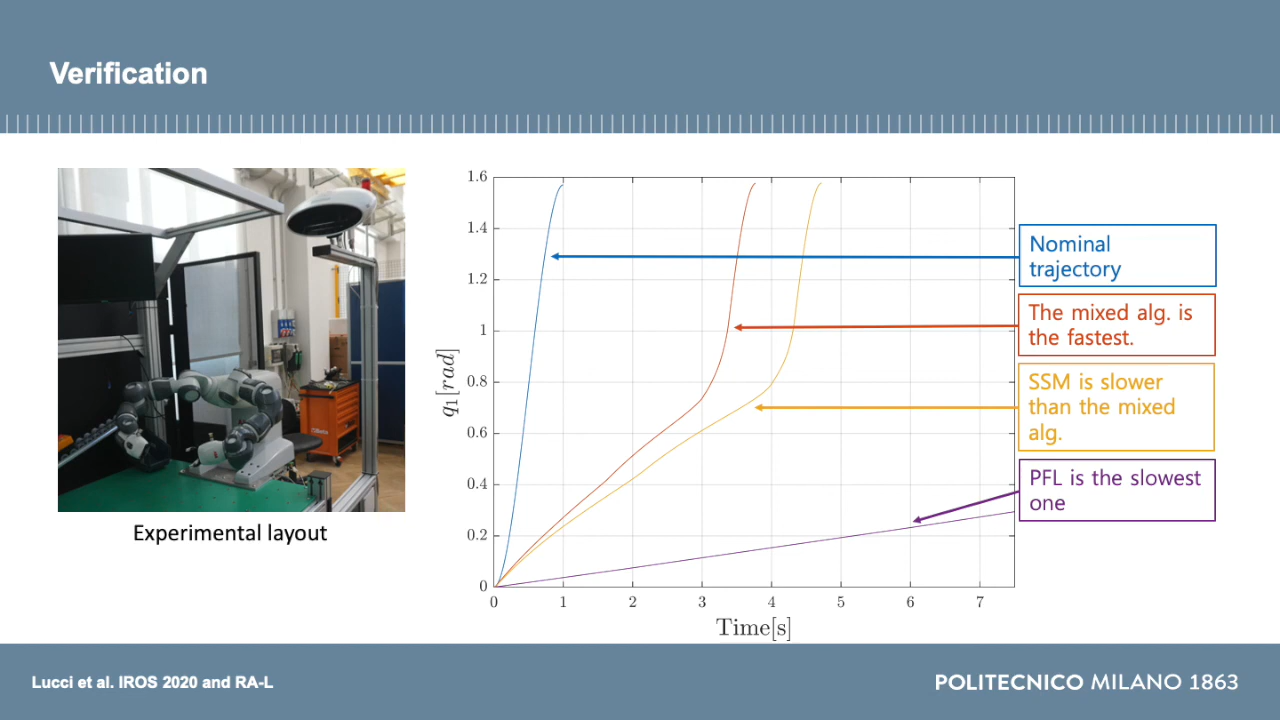 Verification
1.6
1.4
1.2
1
0.8
0.6
0.4
0.2
0
q1[rad]
0 1 2 3 4 5 6 7
Time[s]
Nominal
trajectory
The mixed alg. is
the fastest.
SSM is slower
than the mixed
alg.
PFL is the slowest
one
Experimental layout
Lucci et al. IROS 2020 and RA-L
POLITECNICO MILANO 1863